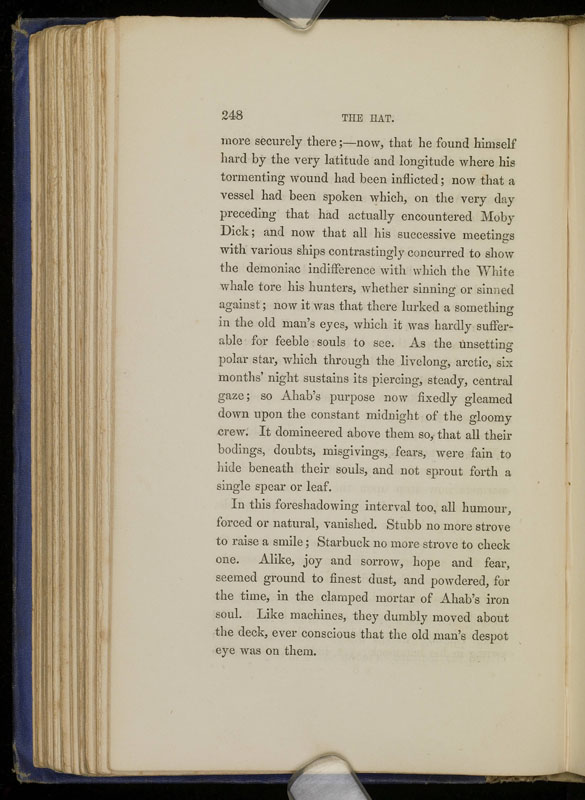 248
THE HAT.
more securely there;—now, that he found himself
hard by the very latitude and longitude where his
tormenting wound had been inflicted; now that a
vessel had been spoken which, on the very day
preceding that had actually encountered Moby
Dick; and now that all his successive meetings
with various ships contrastingly concurred to show
the demoniac indifference with which the White
whale tore his hunters, whether sinning or sinned
against; now it was that there lurked a something
in the old man's eyes, which it was hardly suffer-
able for feeble souls to see. As the unsetting
polar star, which through the livelong, arctic, six
months' night sustains its piercing, steady, central
gaze; so Ahab's purpose now fixedly gleamed
down upon the constant midnight of the gloomy
crew. It domineered above them so, that all their
bodings, doubts, misgivings, fears, were fain to
hide beneath their souls, and not sprout forth a
single spear or leaf.
In this foreshadowing interval too, all humour,
forced or natural, vanished. Stubb no more strove
to raise a smile; Starbuck no more strove to check
one. Alike, joy and sorrow, hope and fear,
seemed ground to finest dust, and powdered, for
the time, in the clamped mortar of Ahab's iron
soul. Like machines, they dumbly moved about
the deck, ever conscious that the old man's despot
eye was on them.